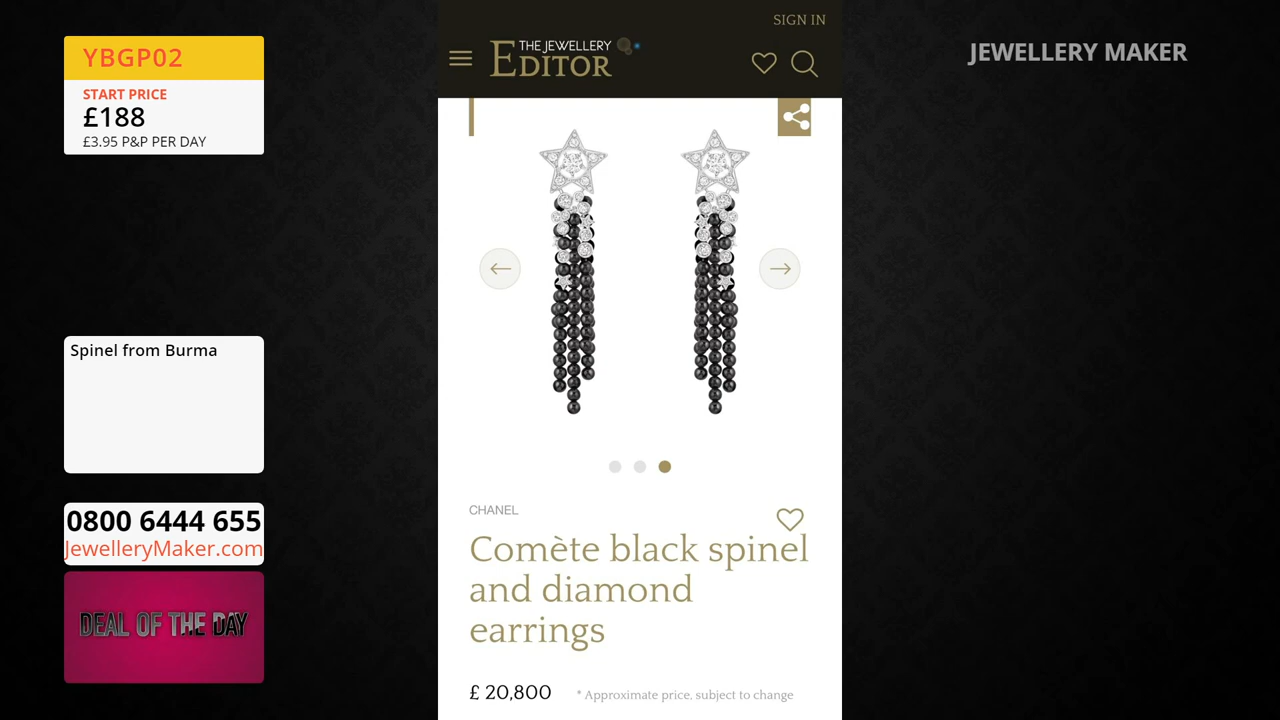 YBGP02
START PRICE
£188
£3.95 P&P PER DAY
Spinel from Burma
0800 6444 655
JewelleryMaker.com
DEAL OF THE DAY
SIGN IN
THE JEWELLERY
EDITOR
CHANEL
Comète black spinel
and diamond
earrings
£ 20,800
* Approximate price, subject to change
JEWELLERY MAKER